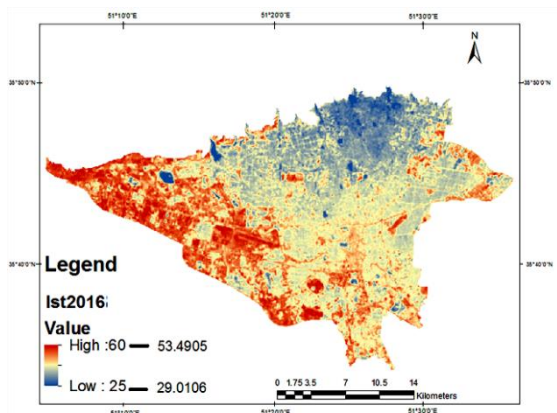 51°10'0"E 51°20'0"E 51°30'0"E
N
35°50'0"N 35°50'0"N
35°40'0"N 35°40'0"N
Legend
lst2016
Value
High :60 53.4905
Low : 25 29.0106
0 1.75 3.5 7 10.5 14
Kilometers
51°10'0"E 51°20'0"E 51°30'0"E